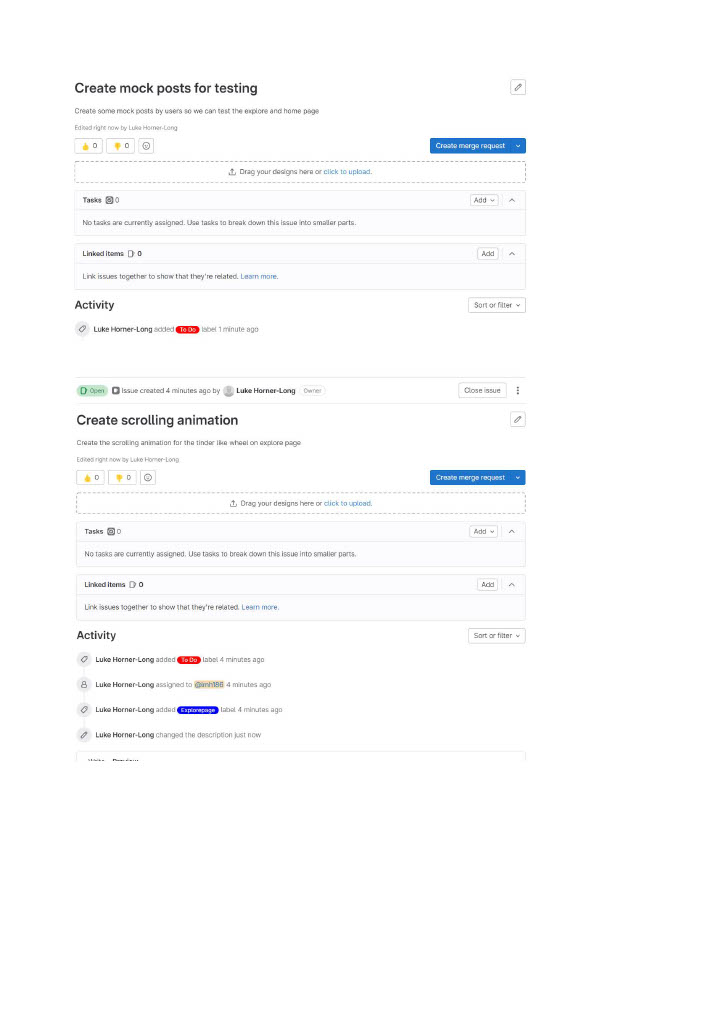 Create mock posts for testing
Create some mock posts by users so we can test the explore and home page
Edited right now by Luke Horner-Long
0 0 Create merge request
Drag your designs here or click to upload.
Tasks 0 Add
No tasks are currently assigned. Use tasks to break down this issue into smaller parts.
Linked items 0 Add
Link issues together to show that they're related. Learn more.
Activity Sort or filter
Luke Horner-Long added To Do label 1 minute ago
Open Issue created 4 minutes ago by Luke Horner-Long Owner Close issue
Create scrolling animation
Create the scrolling animation for the tinder like wheel on explore page
Edited right now by Luke Horner-Long
0 0 Create merge request
Drag your designs here or click to upload.
Tasks 0 Add
No tasks are currently assigned. Use tasks to break down this issue into smaller parts.
Linked items 0 Add
Link issues together to show that they're related. Learn more.
Activity Sort or filter
Luke Horner-Long added To Do label 4 minutes ago
Luke Horner-Long assigned to 4 minutes ago
Luke Horner-Long added Explorepage label 4 minutes ago
Luke Horner-Long changed the description just now
Write Preview